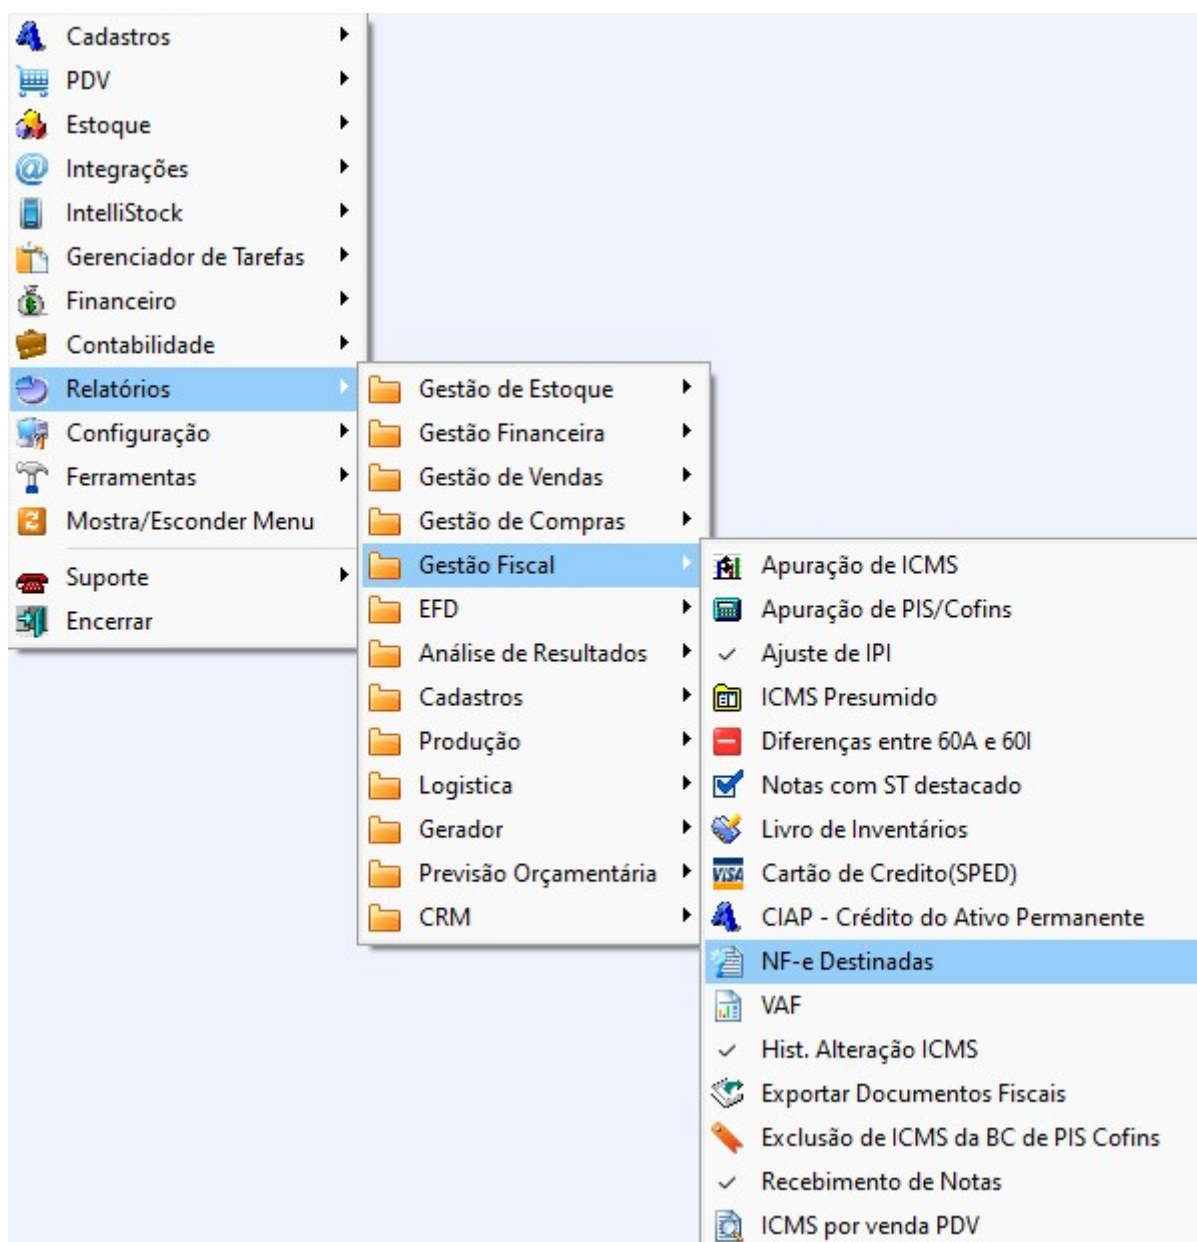 Cadastros
PDV
Estoque
Integrações
IntelliStock
Gerenciador de Tarefas
Financeiro
Contabilidade
Relatórios
Configuração
Ferramentas
Mostra/Esconder Menu
Suporte
Encerrar
Gestão de Estoque
Gestão Financeira
Gestão de Vendas
Gestão de Compras
Gestão Fiscal
EFD
Análise de Resultados
Cadastros
Produção
Logistica
Gerador
Previsão Orçamentária
CRM
Apuração de ICMS
Apuração de PIS/Cofins
Ajuste de IPI
ICMS Presumido
Diferenças entre 60A e 60I
Notas com ST destacado
Livro de Inventários
VISA Cartão de Credito(SPED)
CIAP - Crédito do Ativo Permanente
NF-e Destinadas
VAF
Hist. Alteração ICMS
Exportar Documentos Fiscais
Exclusão de ICMS da BC de PIS Cofins
Recebimento de Notas
ICMS por venda PDV